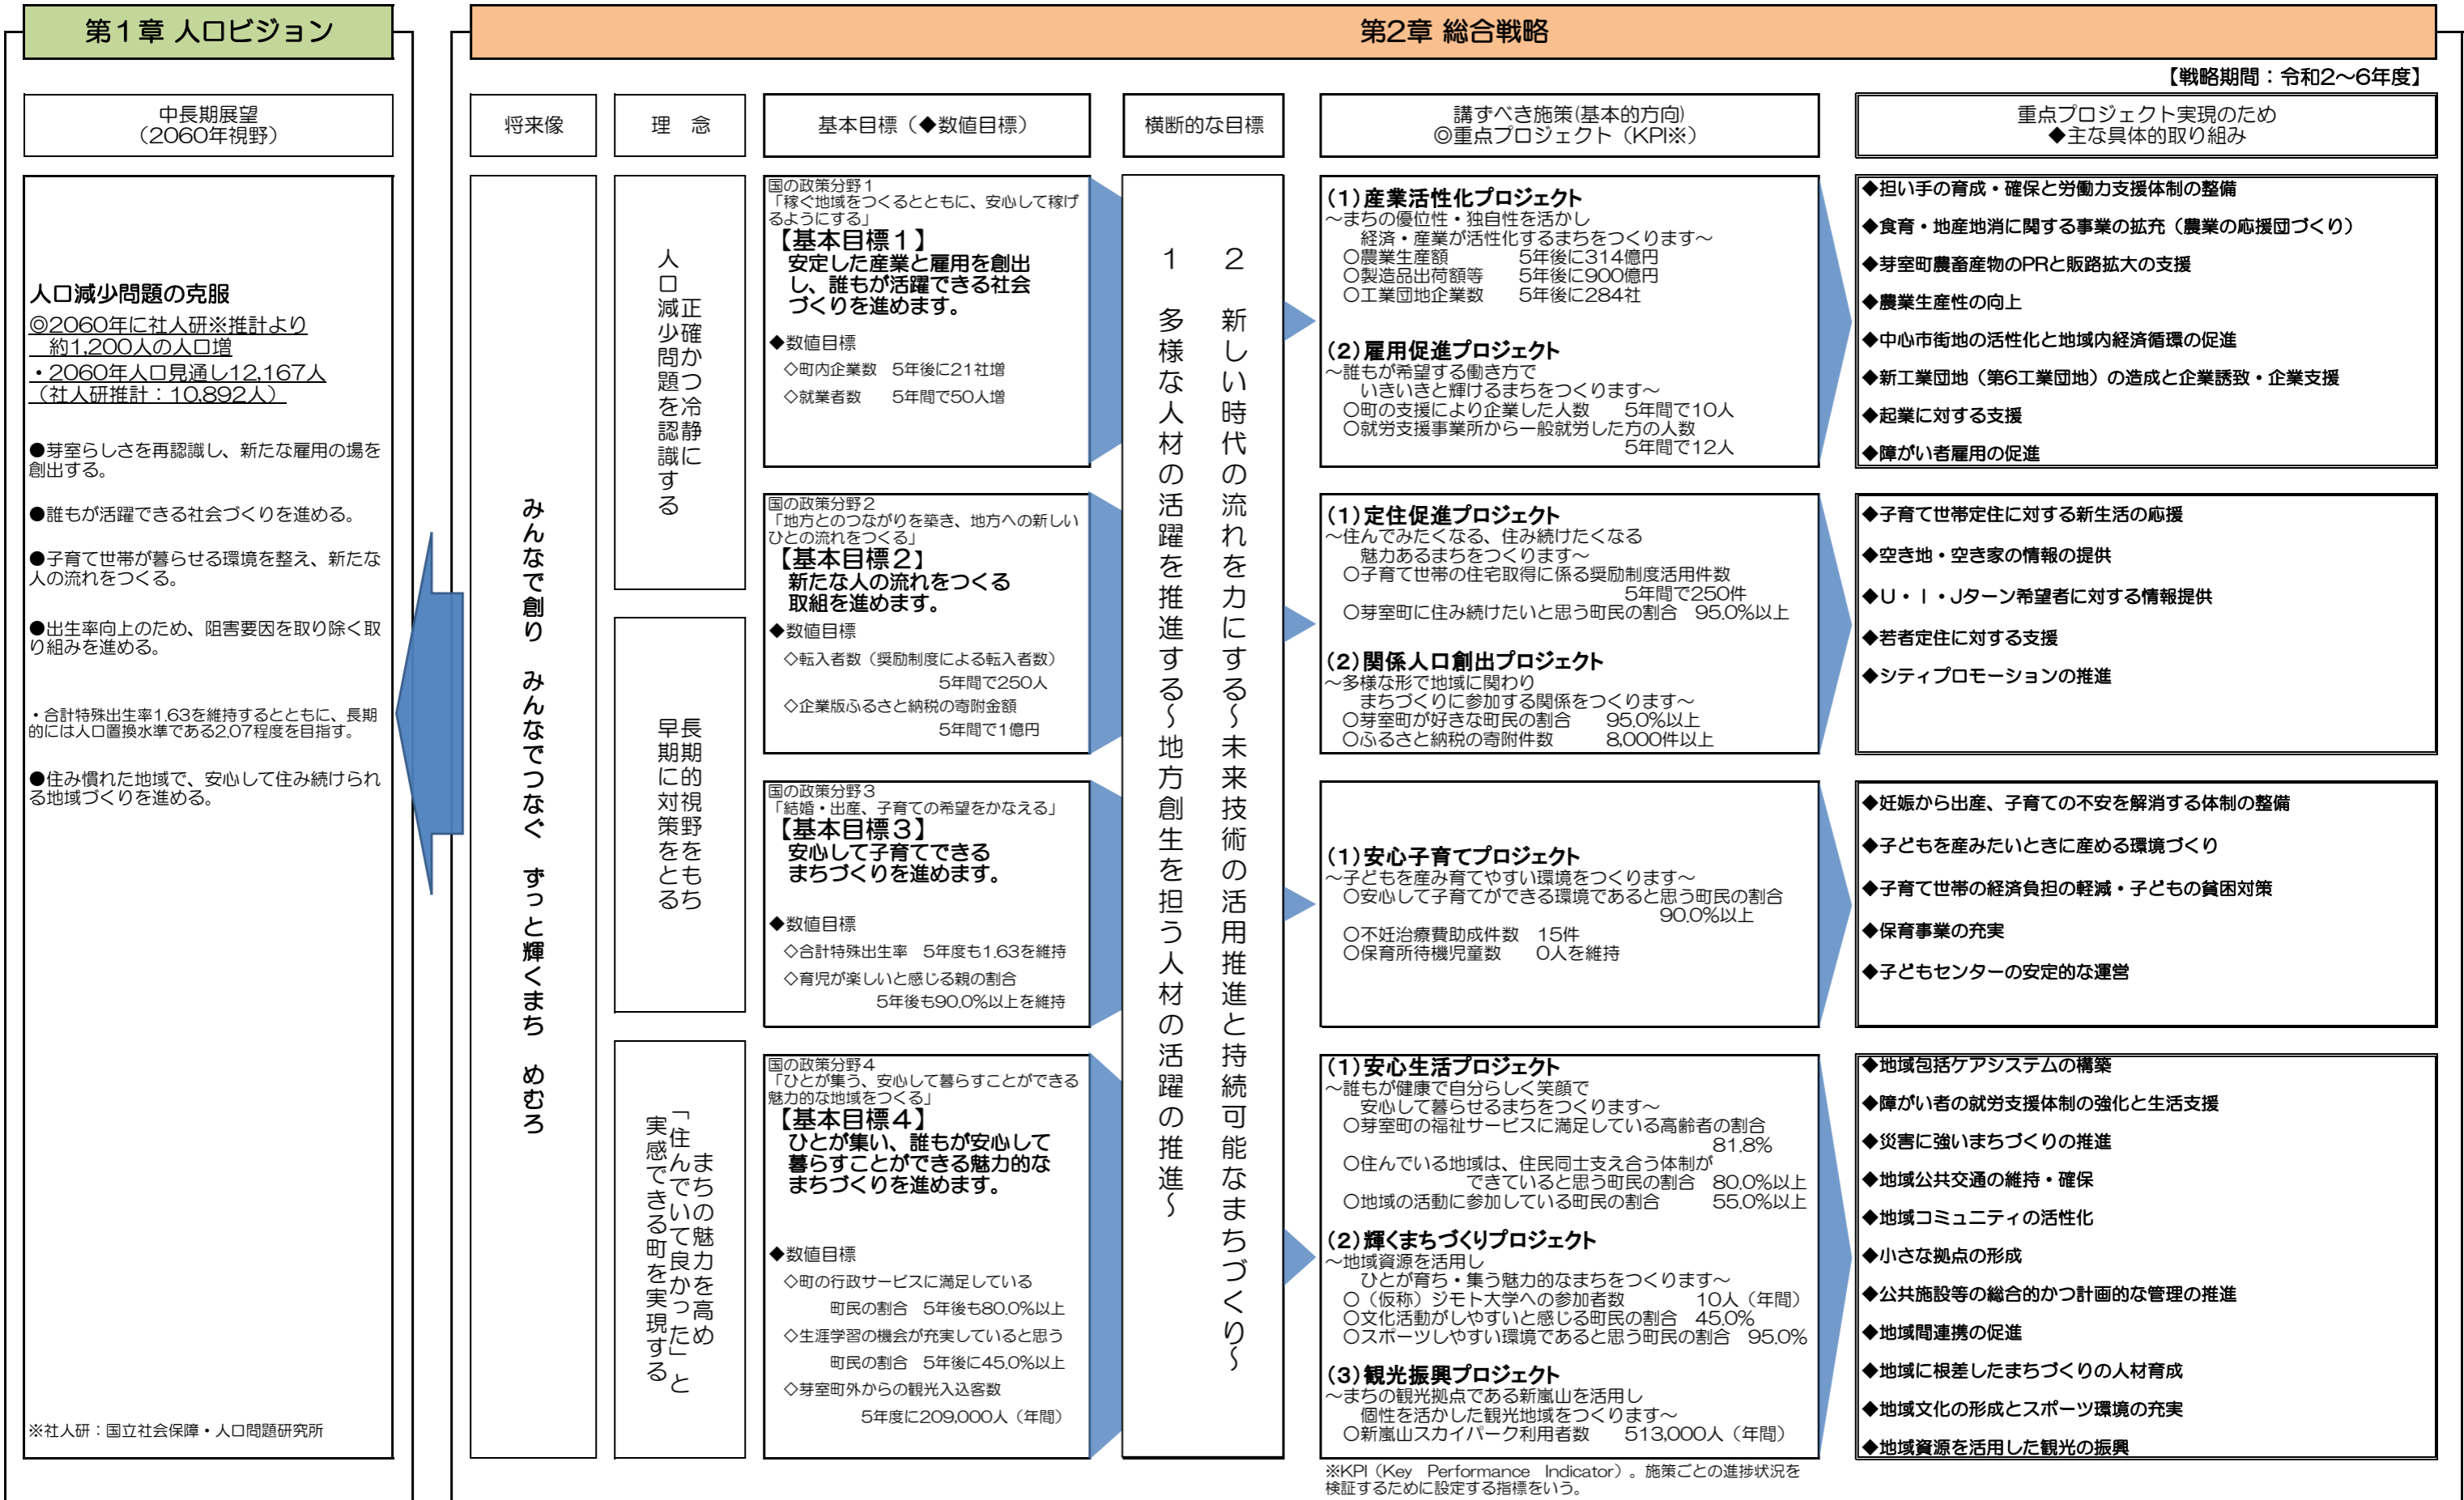 第1章 人口ビジョン
中長期展望
（2060年視野）
人口減少問題の克服
◎2060年に社人研※推計より
約1,200人の人口増
・2060年人口見通し12,167人
（社人研推計：10,892人）
●芽室らしさを再認識し、新たな雇用の場を
創出する。
●誰もが活躍できる社会づくりを進める。
●子育て世帯が暮らせる環境を整え、新たな
人の流れをつくる。
●出生率向上のため、阻害要因を取り除く取
り組みを進める。
・合計特殊出生率1.63を維持するとともに、長期
的には人口置換水準である2.07程度を目指す。
●住み慣れた地域で、安心して住み続けられ
る地域づくりを進める。
※社人研：国立社会保障・人口問題研究所
第2章 総合戦略
【戦略期間：令和2～6年度】
将来像
みんなで創り　みんなでつなぐ　ずっと輝くまち　めむろ
理　念
正確かつ冷静に
人口減少問題を認識する
長期的視野をもち
早期に対策をとる
まちの魅力を高め
「住んでいて良かった」と
実感できる町を実現する
基本目標（◆数値目標）
国の政策分野1
「稼ぐ地域をつくるとともに、安心して稼げ
るようにする」
【基本目標1】
安定した産業と雇用を創出
し、誰もが活躍できる社会
づくりを進めます。
◆数値目標
◇町内企業数　5年後に21社増
◇就業者数　　5年間で50人増
国の政策分野2
「地方とのつながりを築き、地方への新しい
ひとの流れをつくる」
【基本目標2】
新たな人の流れをつくる
取組を進めます。
◆数値目標
◇転入者数（奨励制度による転入者数）
5年間で250人
◇企業版ふるさと納税の寄附金額
5年間で1億円
国の政策分野3
「結婚・出産、子育ての希望をかなえる」
【基本目標3】
安心して子育てできる
まちづくりを進めます。
◆数値目標
◇合計特殊出生率　5年度も1.63を維持
◇育児が楽しいと感じる親の割合
5年後も90.0%以上を維持
国の政策分野4
「ひとが集う、安心して暮らすことができる
魅力的な地域をつくる」
【基本目標4】
ひとが集い、誰もが安心して
暮らすことができる魅力的な
まちづくりを進めます。
◆数値目標
◇町の行政サービスに満足している
町民の割合　5年後も80.0%以上
◇生涯学習の機会が充実していると思う
町民の割合　5年後に45.0%以上
◇芽室町外からの観光入込客数
5年度に209,000人（年間）
横断的な目標
1　多様な人材の活躍を推進する～地方創生を担う人材の活躍の推進～
2　新しい時代の流れを力にする～未来技術の活用推進と持続可能なまちづくり～
講ずべき施策(基本的方向)
◎重点プロジェクト（KPI※）
(1)産業活性化プロジェクト
～まちの優位性・独自性を活かし
経済・産業が活性化するまちをつくります～
○農業生産額　　　　5年後に314億円
○製造品出荷額等　　5年後に900億円
○工業団地企業数　　5年後に284社
(2)雇用促進プロジェクト
～誰もが希望する働き方で
いきいきと輝けるまちをつくります～
○町の支援により企業した人数　　5年間で10人
○就労支援事業所から一般就労した方の人数
5年間で12人
(1)定住促進プロジェクト
～住んでみたくなる、住み続けたくなる
魅力あるまちをつくります～
○子育て世帯の住宅取得に係る奨励制度活用件数
5年間で250件
○芽室町に住み続けたいと思う町民の割合　95.0%以上
(2)関係人口創出プロジェクト
～多様な形で地域に関わり
まちづくりに参加する関係をつくります～
○芽室町が好きな町民の割合　　95.0%以上
○ふるさと納税の寄附件数　　　8,000件以上
(1)安心子育てプロジェクト
～子どもを産み育てやすい環境をつくります～
○安心して子育てができる環境であると思う町民の割合
90.0%以上
○不妊治療費助成件数　15件
○保育所待機児童数　　0人を維持
(1)安心生活プロジェクト
～誰もが健康で自分らしく笑顔で
安心して暮らせるまちをつくります～
○芽室町の福祉サービスに満足している高齢者の割合
81.8%
○住んでいる地域は、住民同士支え合う体制が
できていると思う町民の割合　80.0%以上
○地域の活動に参加している町民の割合　　55.0%以上
(2)輝くまちづくりプロジェクト
～地域資源を活用し
ひとが育ち・集う魅力的なまちをつくります～
○（仮称）ジモト大学への参加者数　　　10人（年間）
○文化活動がしやすいと感じる町民の割合　45.0%
○スポーツしやすい環境であると思う町民の割合　95.0%
(3)観光振興プロジェクト
～まちの観光拠点である新嵐山を活用し
個性を活かした観光地域をつくります～
○新嵐山スカイパーク利用者数　　513,000人（年間）
※KPI（Key　Performance　Indicator）。施策ごとの進捗状況を
検証するために設定する指標をいう。
重点プロジェクト実現のため
◆主な具体的取り組み
◆担い手の育成・確保と労働力支援体制の整備
◆食育・地産地消に関する事業の拡充（農業の応援団づくり）
◆芽室町農畜産物のPRと販路拡大の支援
◆農業生産性の向上
◆中心市街地の活性化と地域内経済循環の促進
◆新工業団地（第6工業団地）の造成と企業誘致・企業支援
◆起業に対する支援
◆障がい者雇用の促進
◆子育て世帯定住に対する新生活の応援
◆空き地・空き家の情報の提供
◆U・I・Jターン希望者に対する情報提供
◆若者定住に対する支援
◆シティプロモーションの推進
◆妊娠から出産、子育ての不安を解消する体制の整備
◆子どもを産みたいときに産める環境づくり
◆子育て世帯の経済負担の軽減・子どもの貧困対策
◆保育事業の充実
◆子どもセンターの安定的な運営
◆地域包括ケアシステムの構築
◆障がい者の就労支援体制の強化と生活支援
◆災害に強いまちづくりの推進
◆地域公共交通の維持・確保
◆地域コミュニティの活性化
◆小さな拠点の形成
◆公共施設等の総合的かつ計画的な管理の推進
◆地域間連携の促進
◆地域に根差したまちづくりの人材育成
◆地域文化の形成とスポーツ環境の充実
◆地域資源を活用した観光の振興